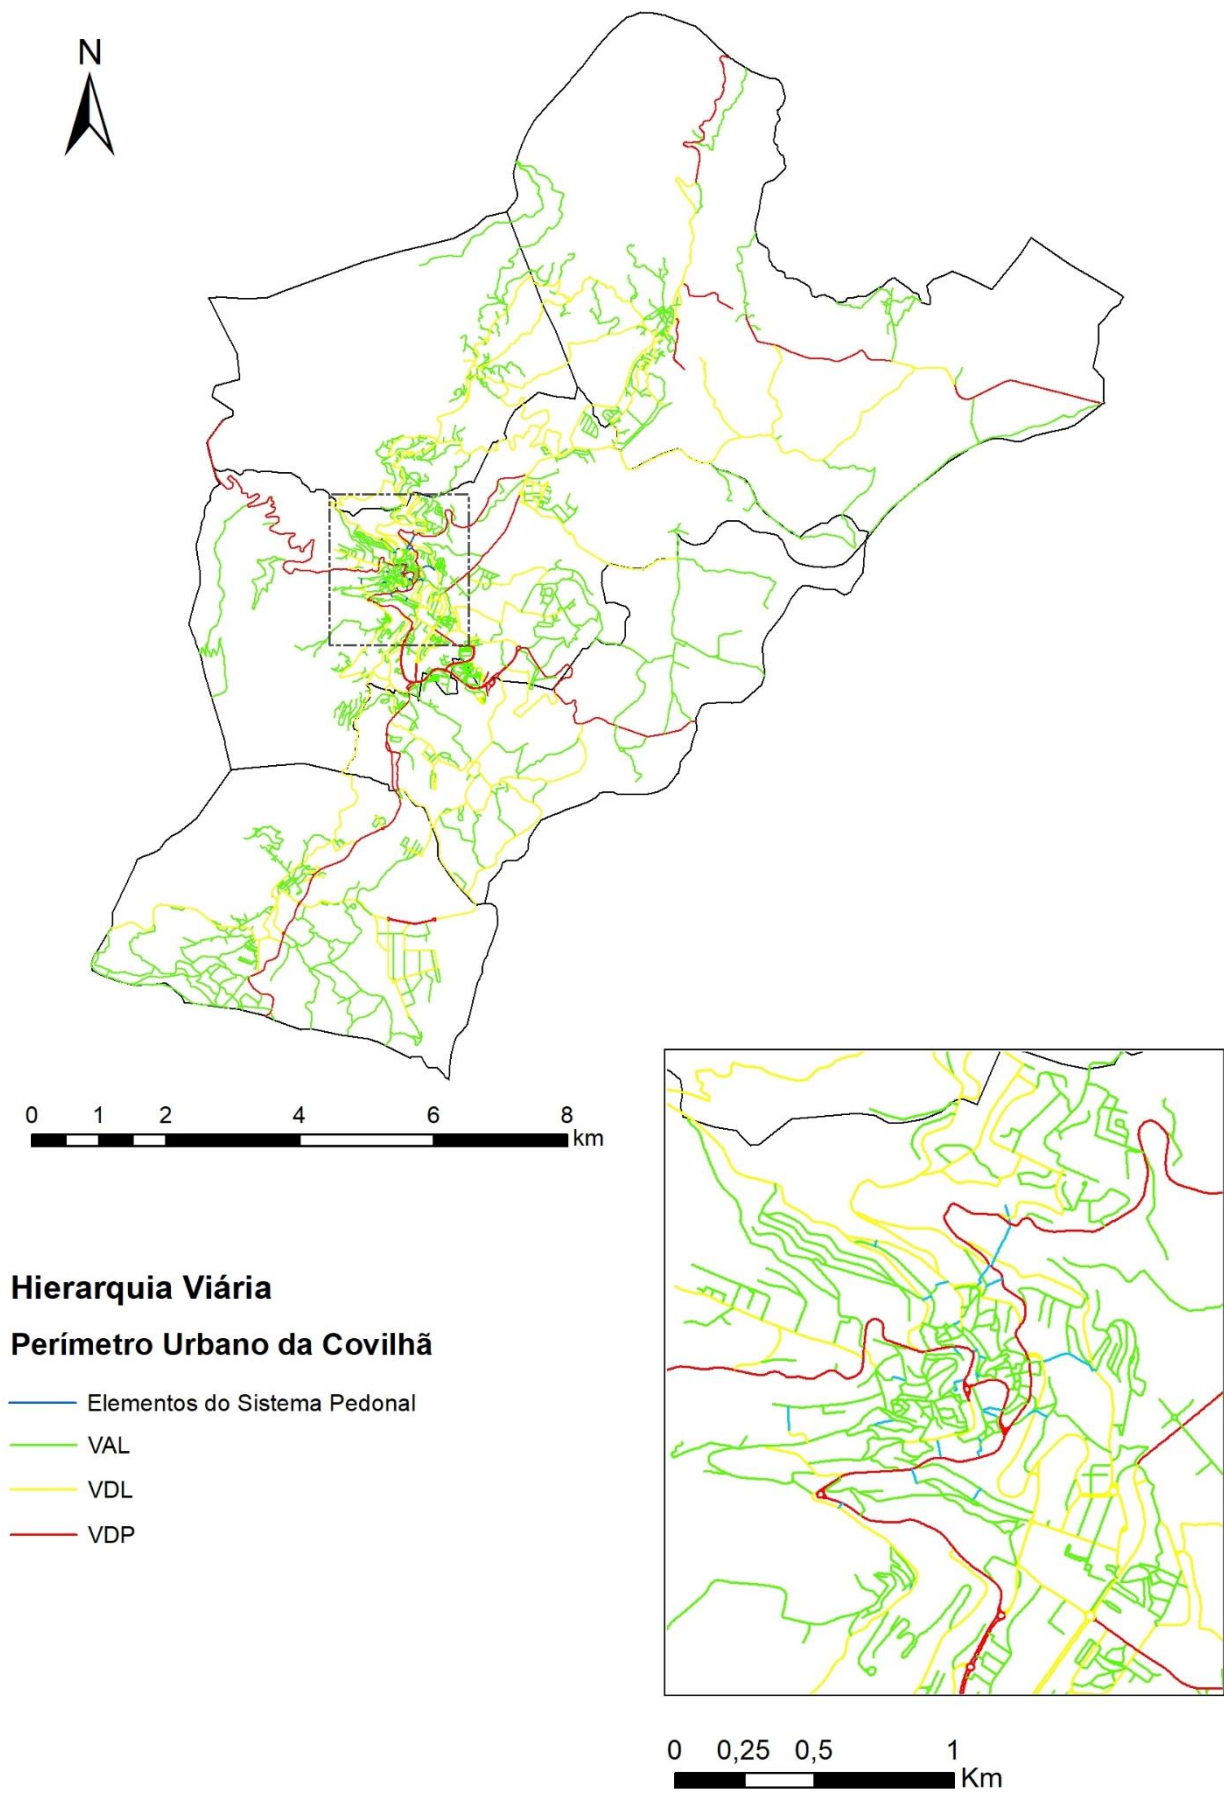 N
0 1 2 4 6 8
km
Hierarquia Viária
Perímetro Urbano da Covilhã
Elementos do Sistema Pedonal
VAL
VDL
VDP
0 0,25 0,5 1
Km